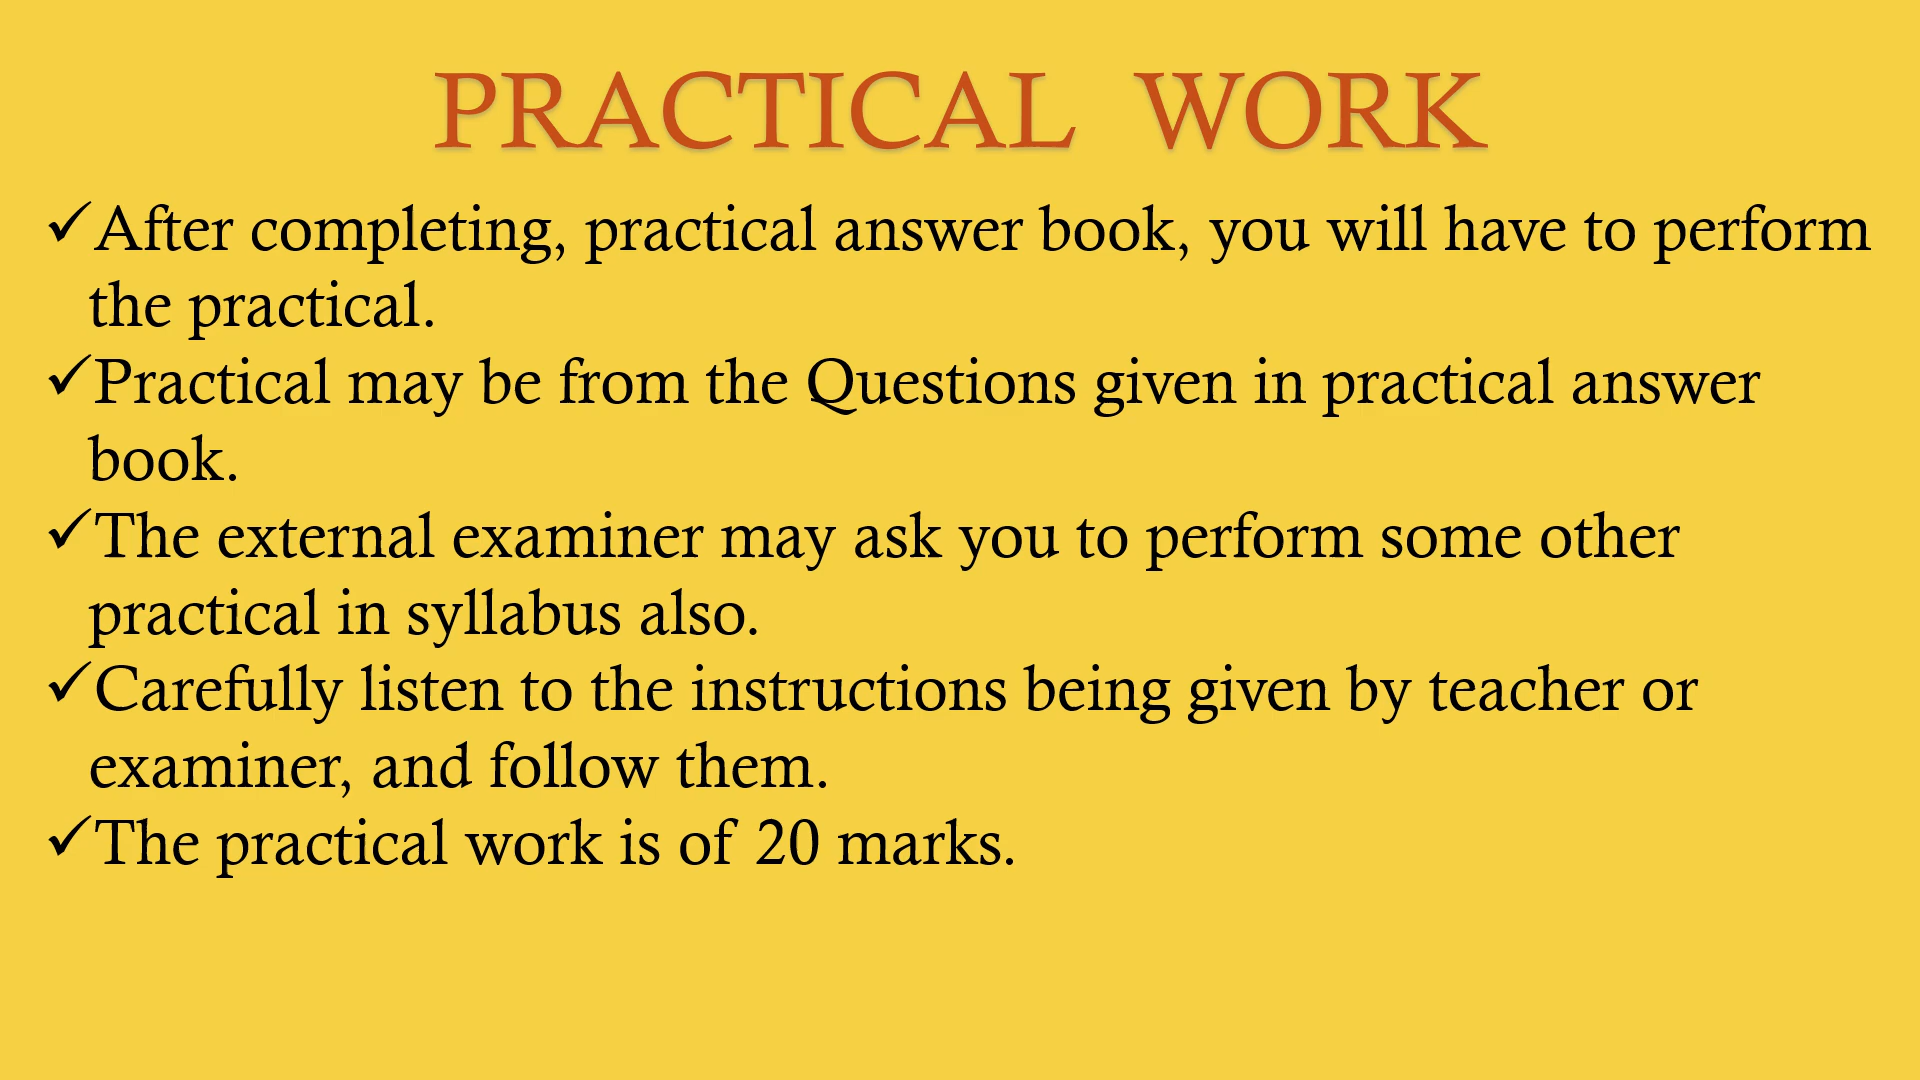 PRACTICAL WORK
✓After completing, practical answer book, you will have to perform
the practical.
✓Practical may be from the Questions given in practical answer
book.
✓The external examiner may ask you to perform some other
practical in syllabus also.
✓Carefully listen to the instructions being given by teacher or
examiner, and follow them.
✓The practical work is of 20 marks.